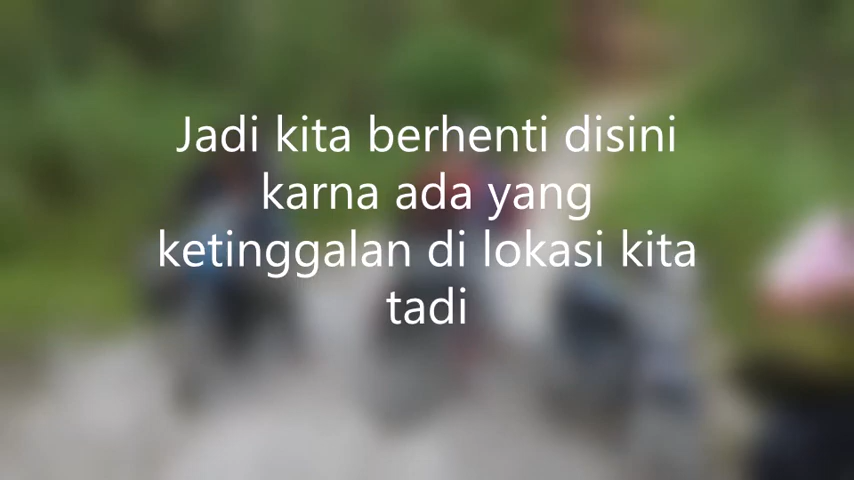 Jadi kita berhenti disini
karna ada yang
ketinggalan di lokasi kita
tadi